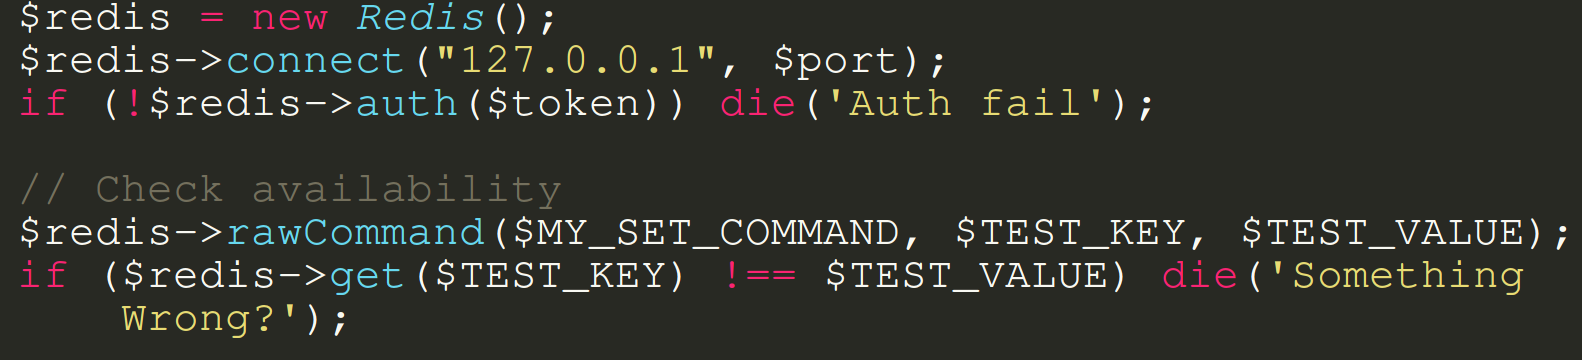 $redis = new Redis();
$redis->connect("127.0.0.1", $port);
if (!$redis->auth($token)) die('Auth fail');
// Check availability
$redis->rawCommand($MY_SET_COMMAND, $TEST_KEY, $TEST_VALUE);
if ($redis->get($TEST_KEY) !== $TEST_VALUE) die('Something
Wrong?');